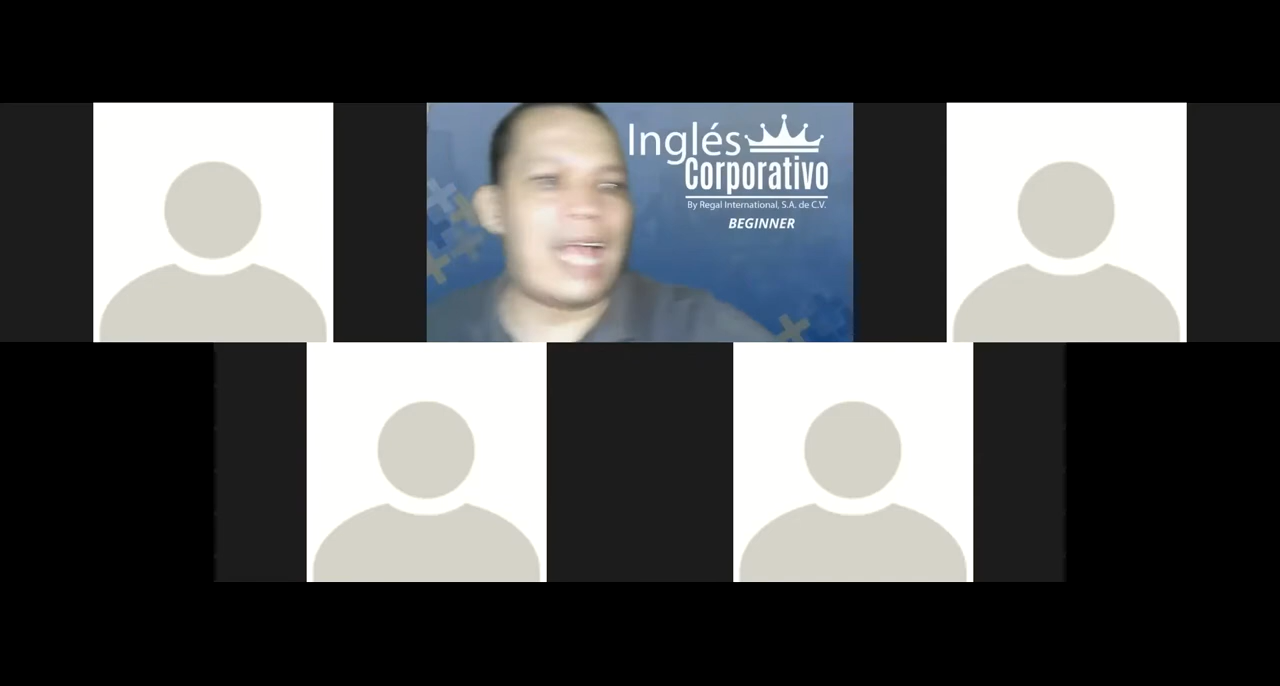 Inglés
Corporativo
By Regal International, S.A. de C.V.
BEGINNER